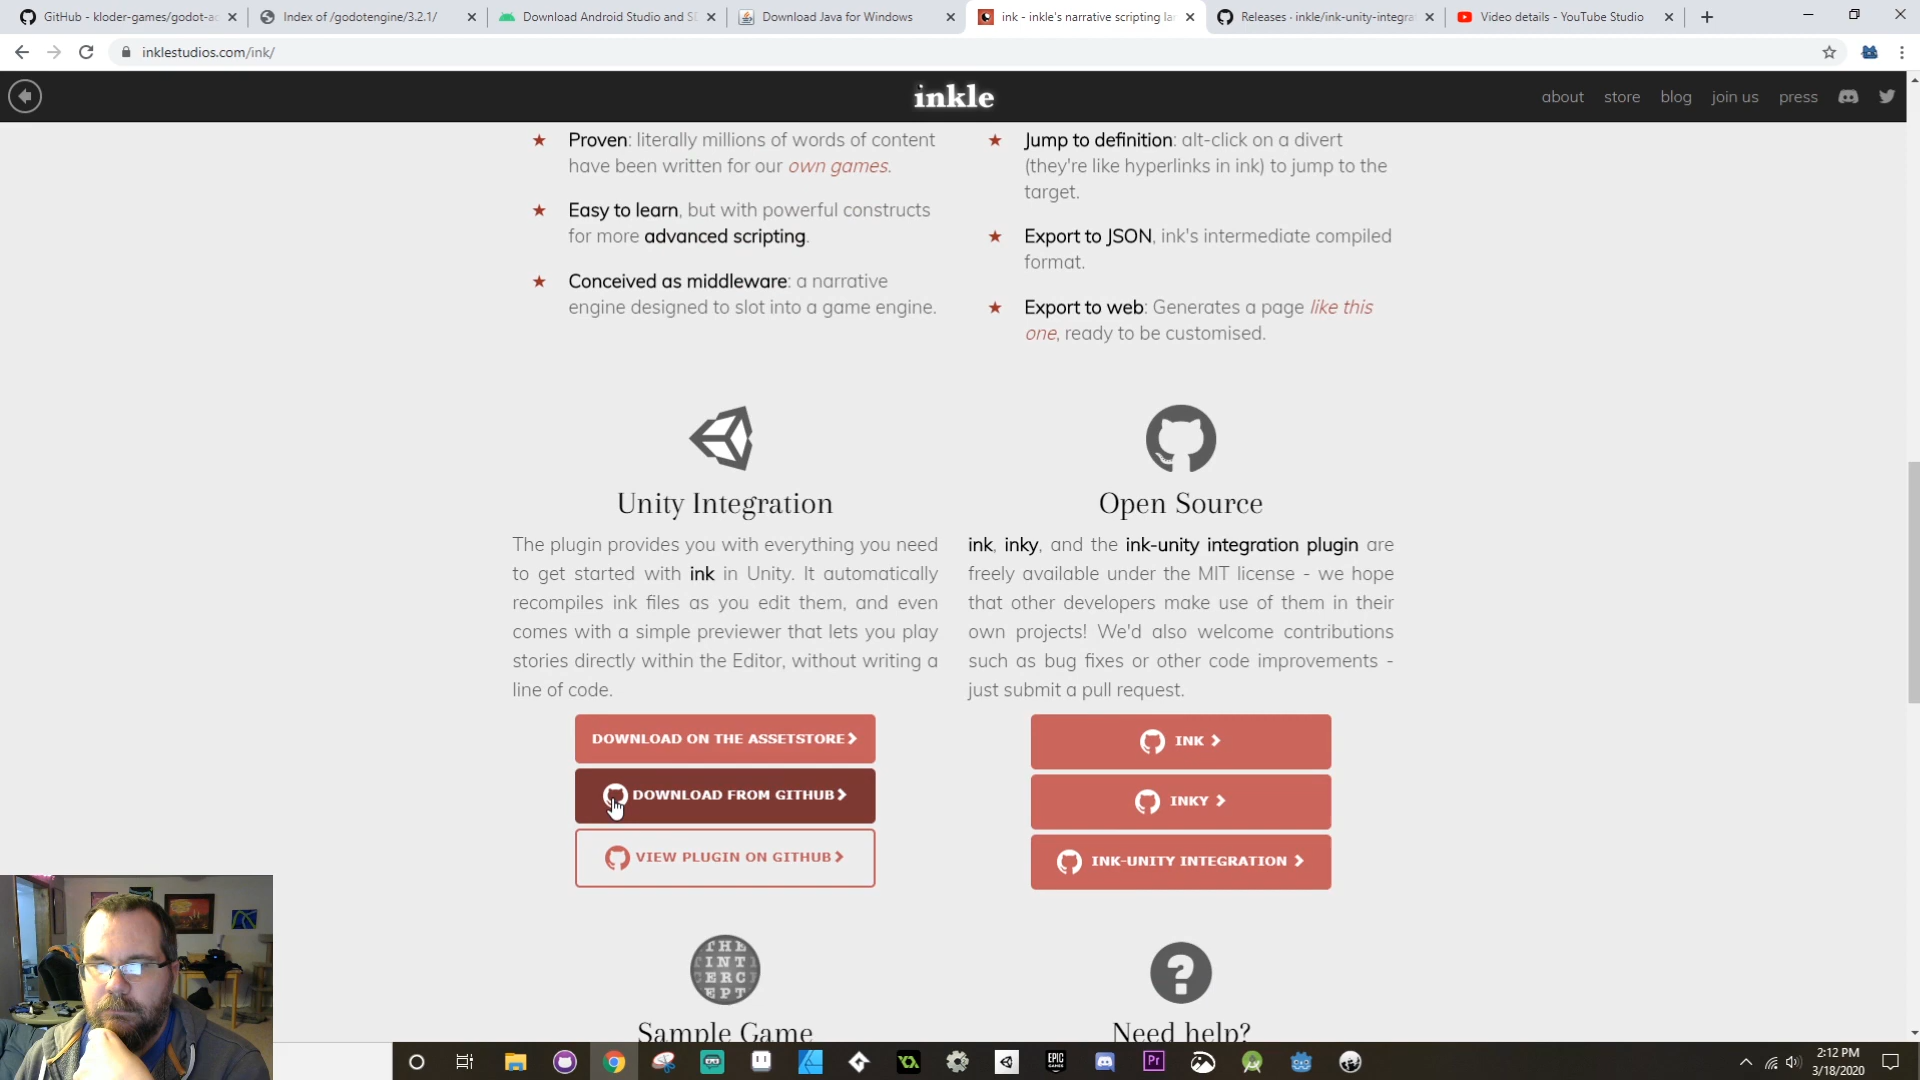 GitHub - kloder-games/godot-ac
Index of /godotengine/3.2.1/
Download Android Studio and SD
Download Java for Windows
ink - inkle's narrative scripting la
Releases · inkle/ink-unity-integra
Video details - YouTube Studio
inklestudios.com/ink/
inkle
about
store
blog
join us
press
Proven: literally millions of words of content
have been written for our own games.
Easy to learn, but with powerful constructs
for more advanced scripting.
Conceived as middleware: a narrative
engine designed to slot into a game engine.
Jump to definition: alt-click on a divert
(they're like hyperlinks in ink) to jump to the
target.
Export to JSON, ink's intermediate compiled
format.
Export to web: Generates a page like this
one, ready to be customised.
Unity Integration
The plugin provides you with everything you need
to get started with ink in Unity. It automatically
recompiles ink files as you edit them, and even
comes with a simple previewer that lets you play
stories directly within the Editor, without writing a
line of code.
DOWNLOAD ON THE ASSETSTORE
DOWNLOAD FROM GITHUB
VIEW PLUGIN ON GITHUB
Open Source
ink, inky, and the ink-unity integration plugin are
freely available under the MIT license - we hope
that other developers make use of them in their
own projects! We'd also welcome contributions
such as bug fixes or other code improvements -
just submit a pull request.
INK
INKY
INK-UNITY INTEGRATION
THE
INT
ERC
EPT
Sample Game
?
Need help?
EPIC
GAMES
Pr
2:12 PM
3/18/2020